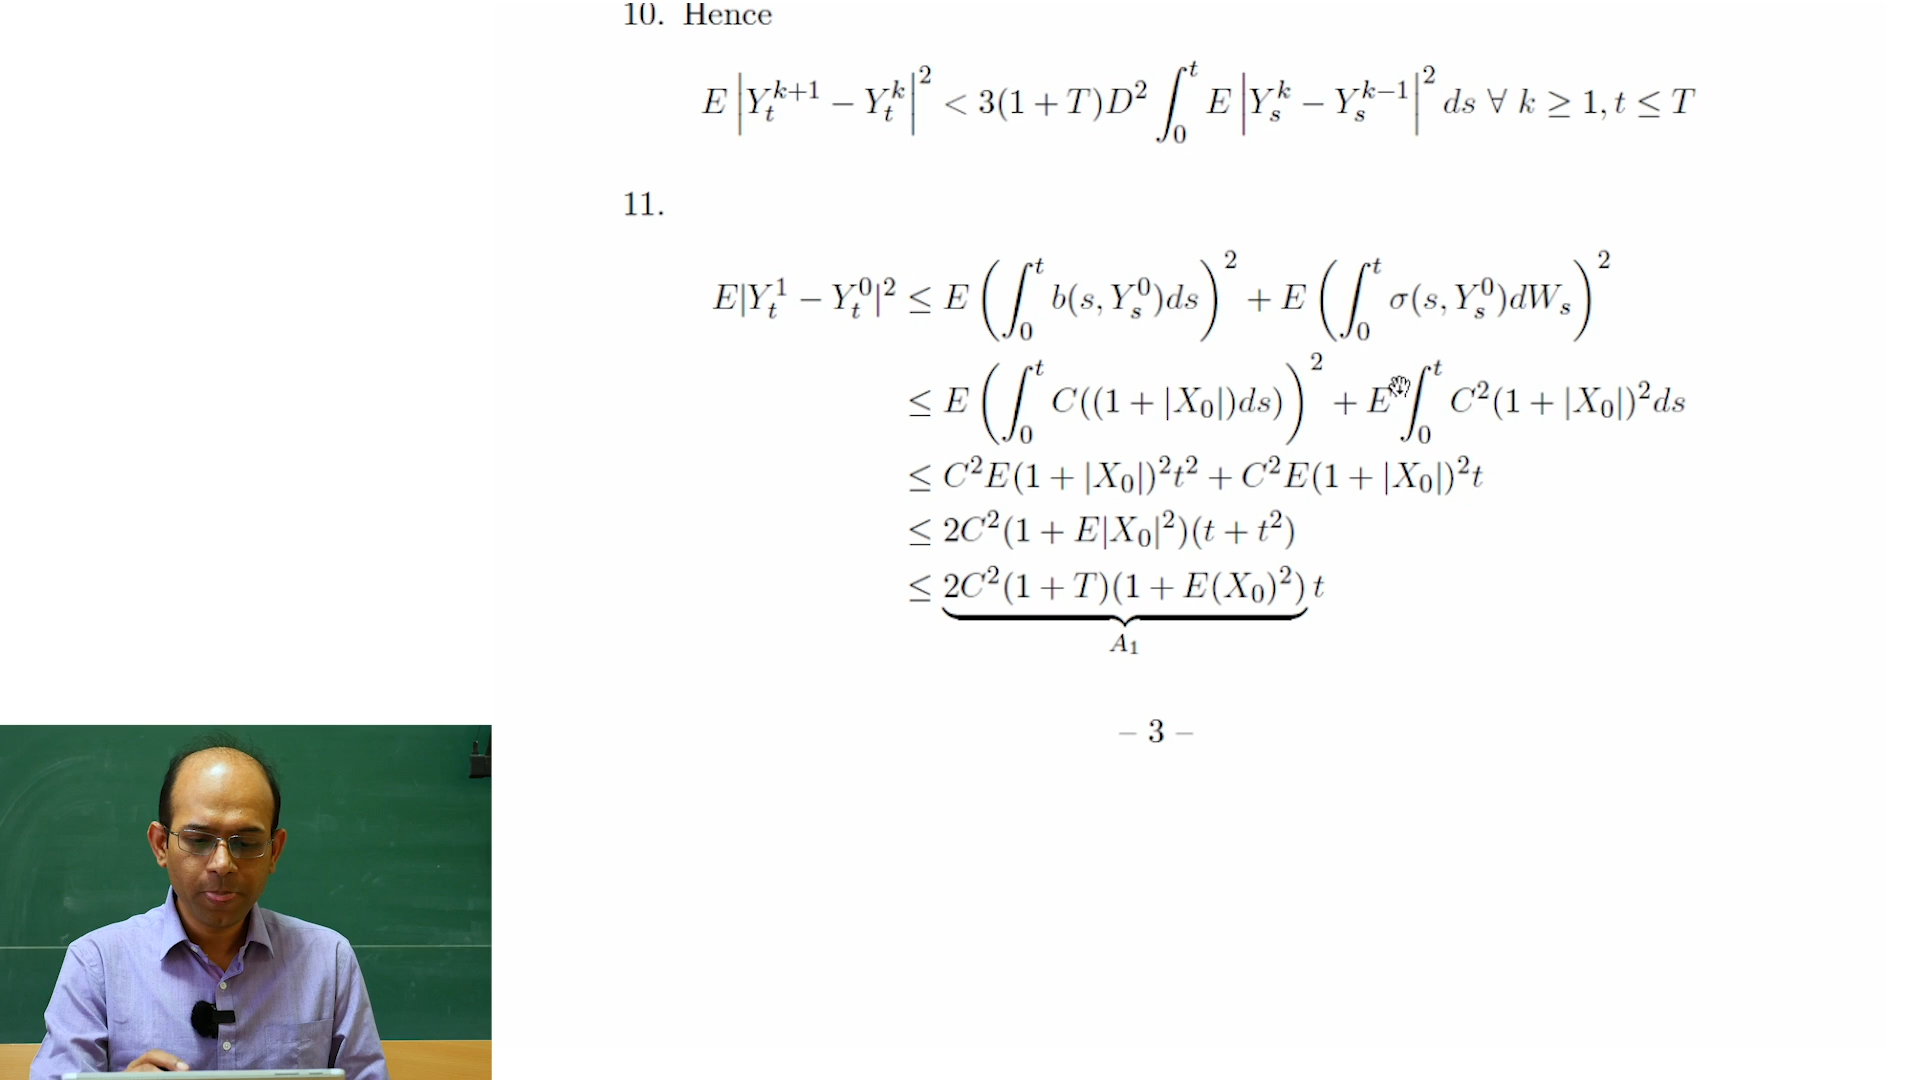 10. Hence
E |Y_t^{k+1} − Y_t^k|^2 < 3(1 + T)D^2 ∫_0^t E |Y_s^k − Y_s^{k−1}|^2 ds ∀ k ≥ 1, t ≤ T
11.
E|Y_t^1 − Y_t^0|^2 ≤ E (∫_0^t b(s, Y_s^0)ds)^2 + E (∫_0^t σ(s, Y_s^0)dW_s)^2
≤ E (∫_0^t C((1 + |X_0|)ds))^2 + E ∫_0^t C^2(1 + |X_0|)^2 ds
≤ C^2E(1 + |X_0|)^2t^2 + C^2E(1 + |X_0|)^2t
≤ 2C^2(1 + E|X_0|^2)(t + t^2)
≤ 2C^2(1 + T)(1 + E(X_0)^2) t
A_1
– 3 –